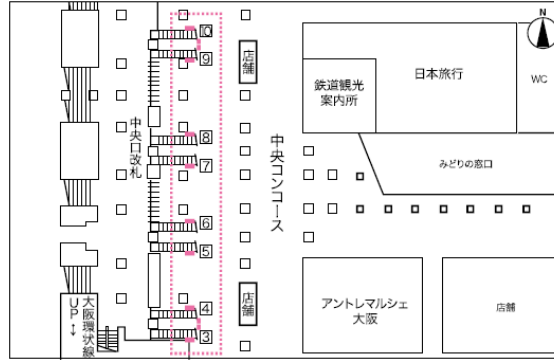 N
10
9
8
7
6
5
4
3
店舗
日本旅行
WC
鉄道観光
案内所
みどりの窓口
中央口改札
中央コンコース
大阪環状線
UP↕
店舗
アントレマルシェ
大阪
店舗